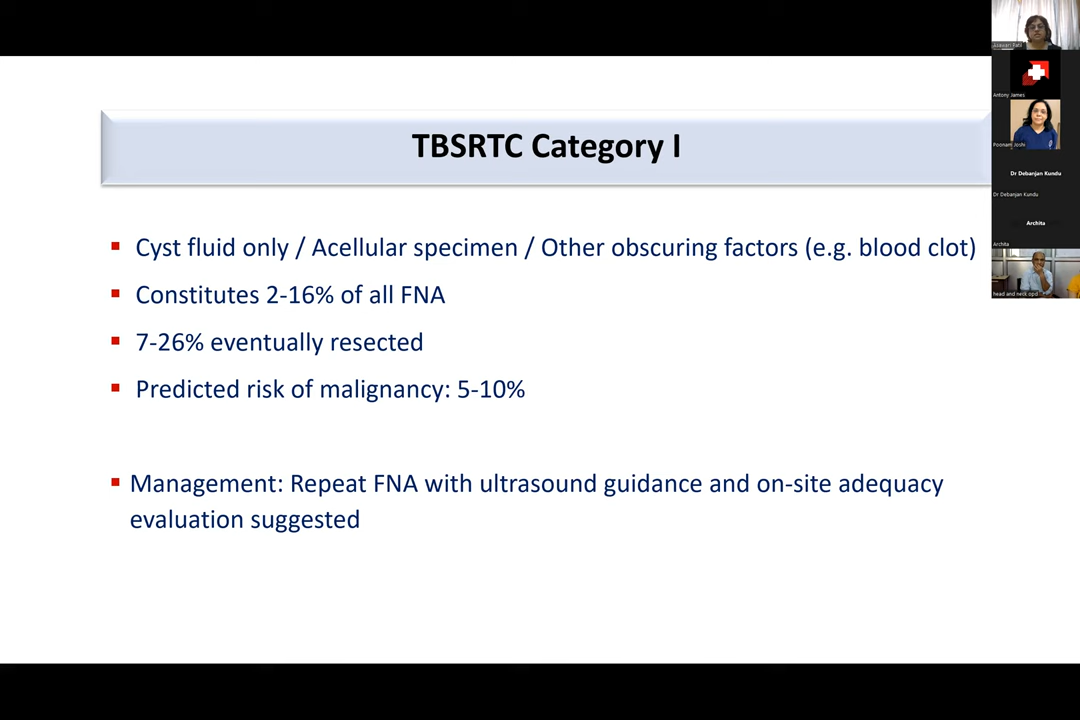 TBSRTC Category I
Cyst fluid only / Acellular specimen / Other obscuring factors (e.g. blood clot)
Constitutes 2-16% of all FNA
7-26% eventually resected
Predicted risk of malignancy: 5-10%
Management: Repeat FNA with ultrasound guidance and on-site adequacy
evaluation suggested
Asawari Patil
Antony James
Poonam Joshi
Dr Debanjan Kundu
Dr Debanjan Kundu
Archita
Archita
head and neck opd